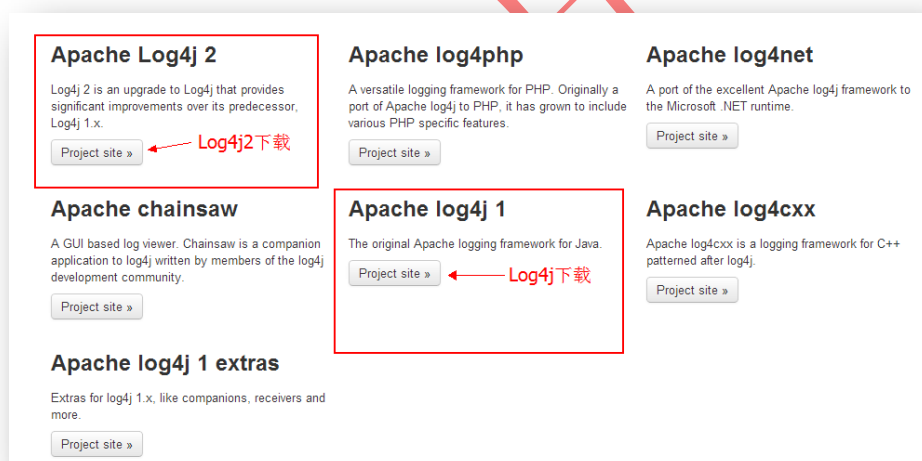 Apache Log4j 2
Log4j 2 is an upgrade to Log4j that provides
significant improvements over its predecessor,
Log4j 1.x.
Project site »
Log4j2下载
Apache log4php
A versatile logging framework for PHP. Originally a
port of Apache log4j to PHP, it has grown to include
various PHP specific features.
Project site »
Apache log4net
A port of the excellent Apache log4j framework to
the Microsoft .NET runtime.
Project site »
Apache chainsaw
A GUI based log viewer. Chainsaw is a companion
application to log4j written by members of the log4j
development community.
Project site »
Apache log4j 1
The original Apache logging framework for Java.
Project site »
Log4j下载
Apache log4cxx
Apache log4cxx is a logging framework for C++
patterned after log4j.
Project site »
Apache log4j 1 extras
Extras for log4j 1.x, like companions, receivers and
more.
Project site »